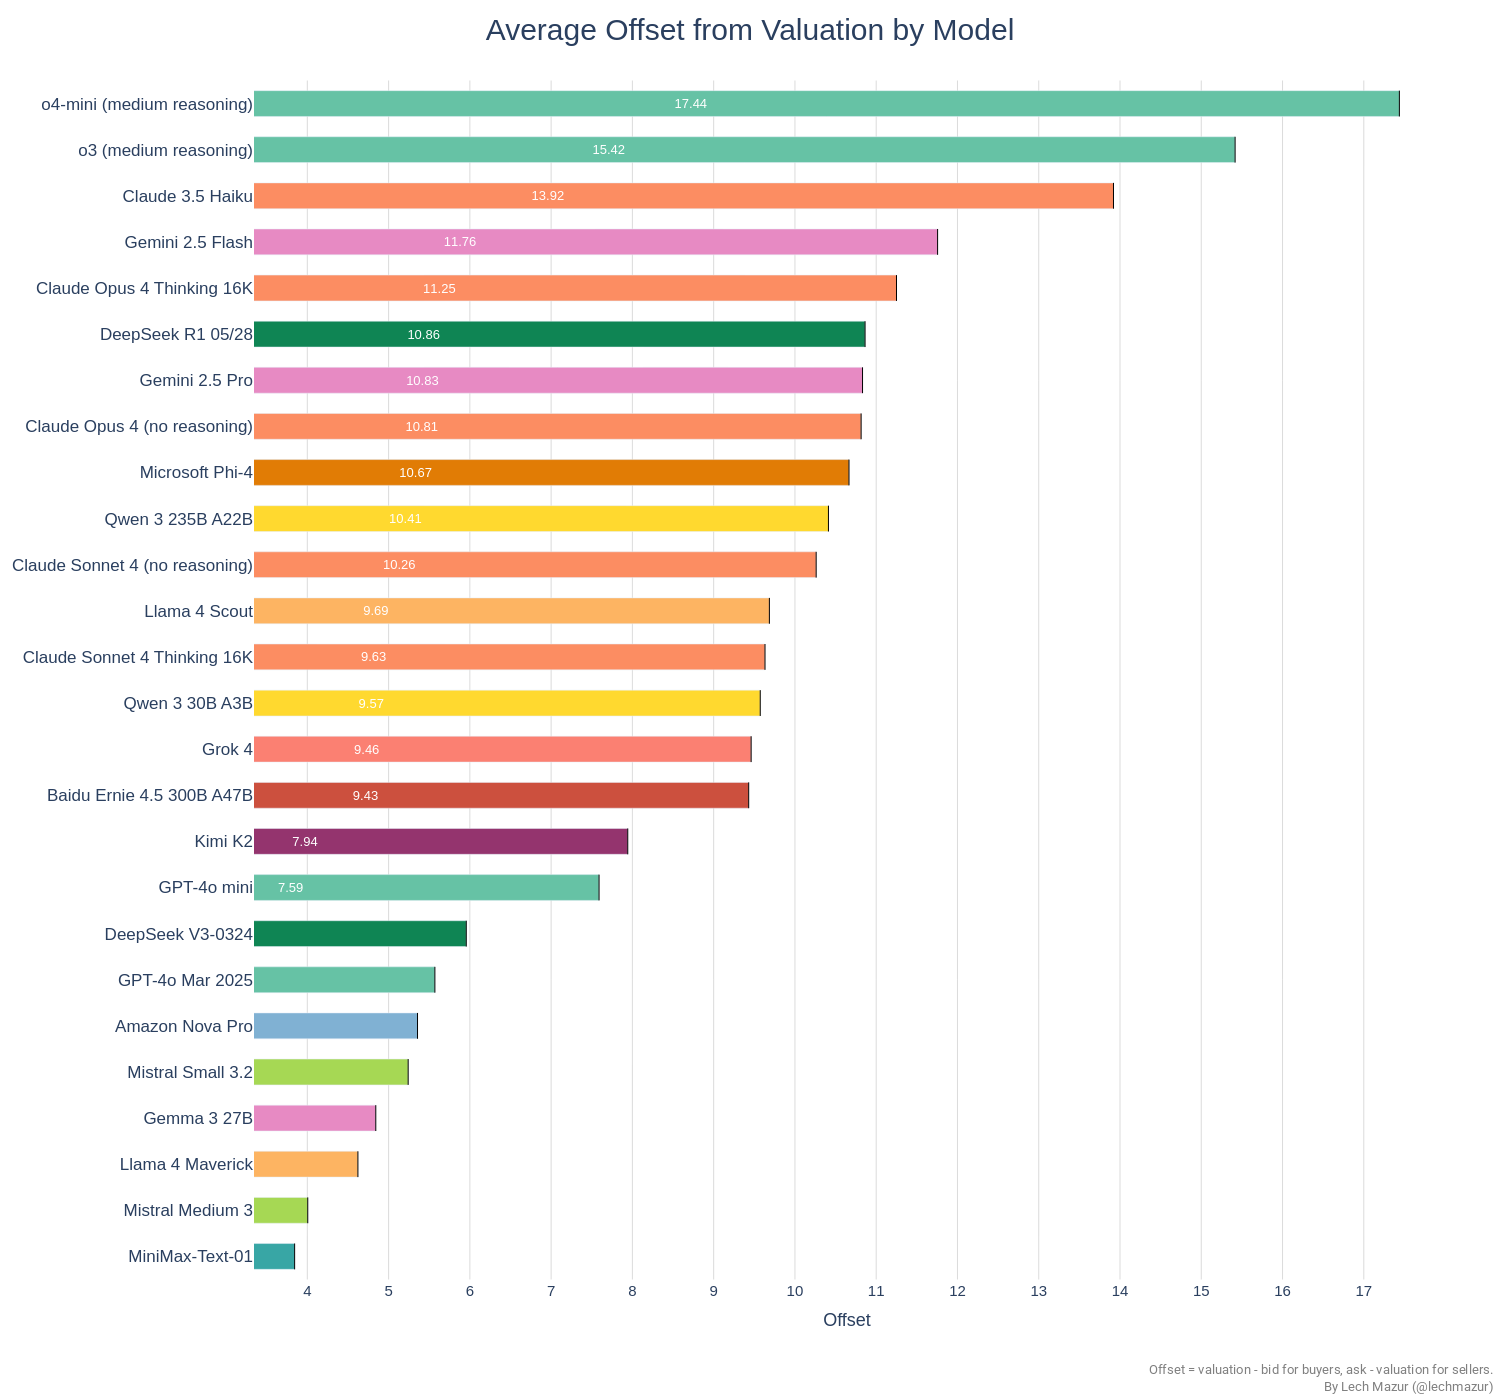 Average Offset from Valuation by Model
o4-mini (medium reasoning) 17.44
o3 (medium reasoning) 15.42
Claude 3.5 Haiku 13.92
Gemini 2.5 Flash 11.76
Claude Opus 4 Thinking 16K 11.25
DeepSeek R1 05/28 10.86
Gemini 2.5 Pro 10.83
Claude Opus 4 (no reasoning) 10.81
Microsoft Phi-4 10.67
Qwen 3 235B A22B 10.41
Claude Sonnet 4 (no reasoning) 10.26
Llama 4 Scout 9.69
Claude Sonnet 4 Thinking 16K 9.63
Qwen 3 30B A3B 9.57
Grok 4 9.46
Baidu Ernie 4.5 300B A47B 9.43
Kimi K2 7.94
GPT-4o mini 7.59
DeepSeek V3-0324
GPT-4o Mar 2025
Amazon Nova Pro
Mistral Small 3.2
Gemma 3 27B
Llama 4 Maverick
Mistral Medium 3
MiniMax-Text-01
4 5 6 7 8 9 10 11 12 13 14 15 16 17
Offset
Offset = valuation - bid for buyers, ask - valuation for sellers.
By Lech Mazur (@lechmazur)